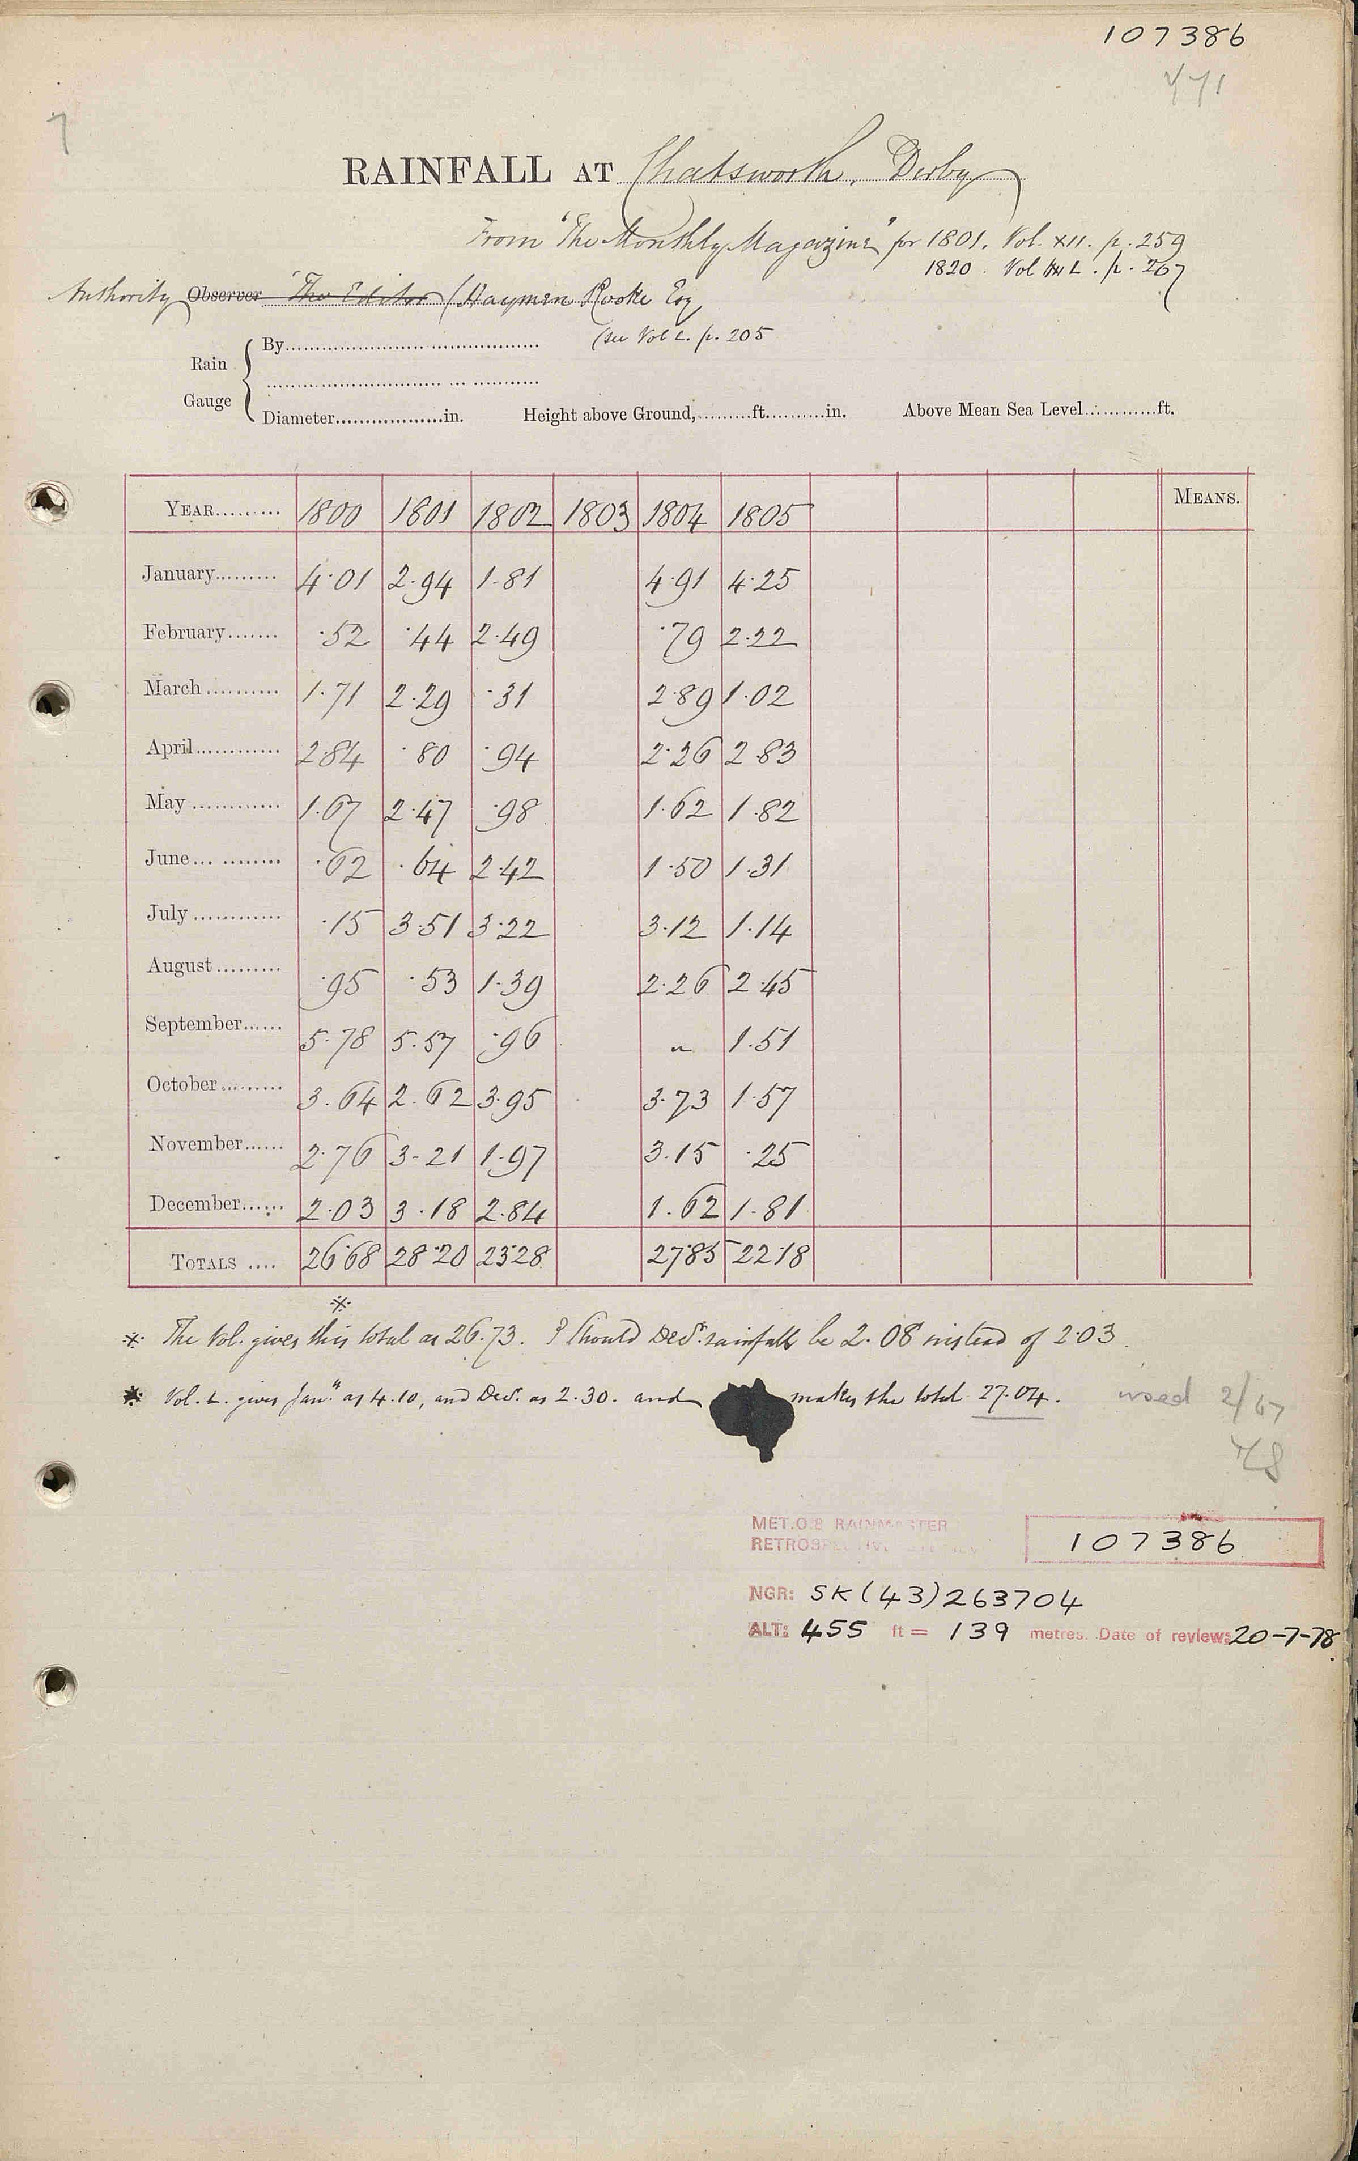 107386
7
RAINFALL AT Chatsworth, Derby
From "The Monthly Magazine" for 1801. Vol. XII. p. 259
1820. Vol L. p. 267
Authority Observer The Editor (Hayman Rooke Esq
(see Vol L. p. 205
Rain Gauge
By
Diameter in. Height above Ground, ft. in. Above Mean Sea Level ft.
YEAR 1800 1801 1802 1803 1804 1805 MEANS.
January 4.01 2.94 1.81 4.91 4.25
February .52 .44 2.49 .79 2.22
March 1.71 2.29 .31 2.89 1.02
April 2.84 .80 .94 2.26 2.83
May 1.67 2.47 .98 1.62 1.82
June .62 .64 2.42 1.50 1.31
July .15 3.51 3.22 3.12 1.14
August .95 .53 1.39 2.26 2.45
September 5.78 5.57 .96 " 1.51
October 3.64 2.62 3.95 3.73 1.57
November 2.76 3.21 1.97 3.15 .25
December 2.03 3.18 2.84 1.62 1.81
TOTALS 26.68 28.20 23.28 27.85 22.18
※
※ The Vol. gives this total as 26.73. ? Should Decr. rainfall be 2.08 instead of 2.03
※ Vol. L. gives Jany. as 4.10, and Decr. as 2.30. and makes the total 27.04.
used 2/47
MET.O.8 RAINMASTER
RETROSPECTIVE
107386
NGR: SK(43)263704
ALT: 455 ft = 139 metres. Date of review: 20-7-78